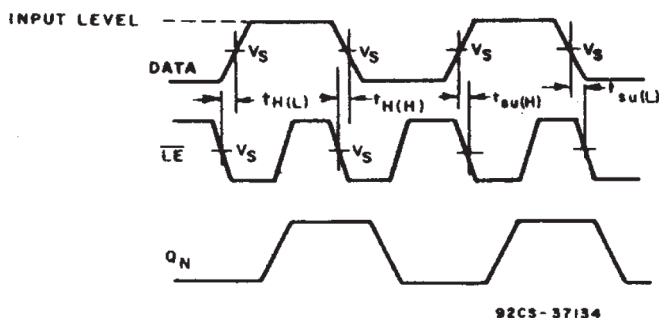 INPUT LEVEL
DATA
VS
VS
VS
VS
tH(L)
tH(H)
tsu(H)
tsu(L)
LE
VS
VS
QN
92CS-37134